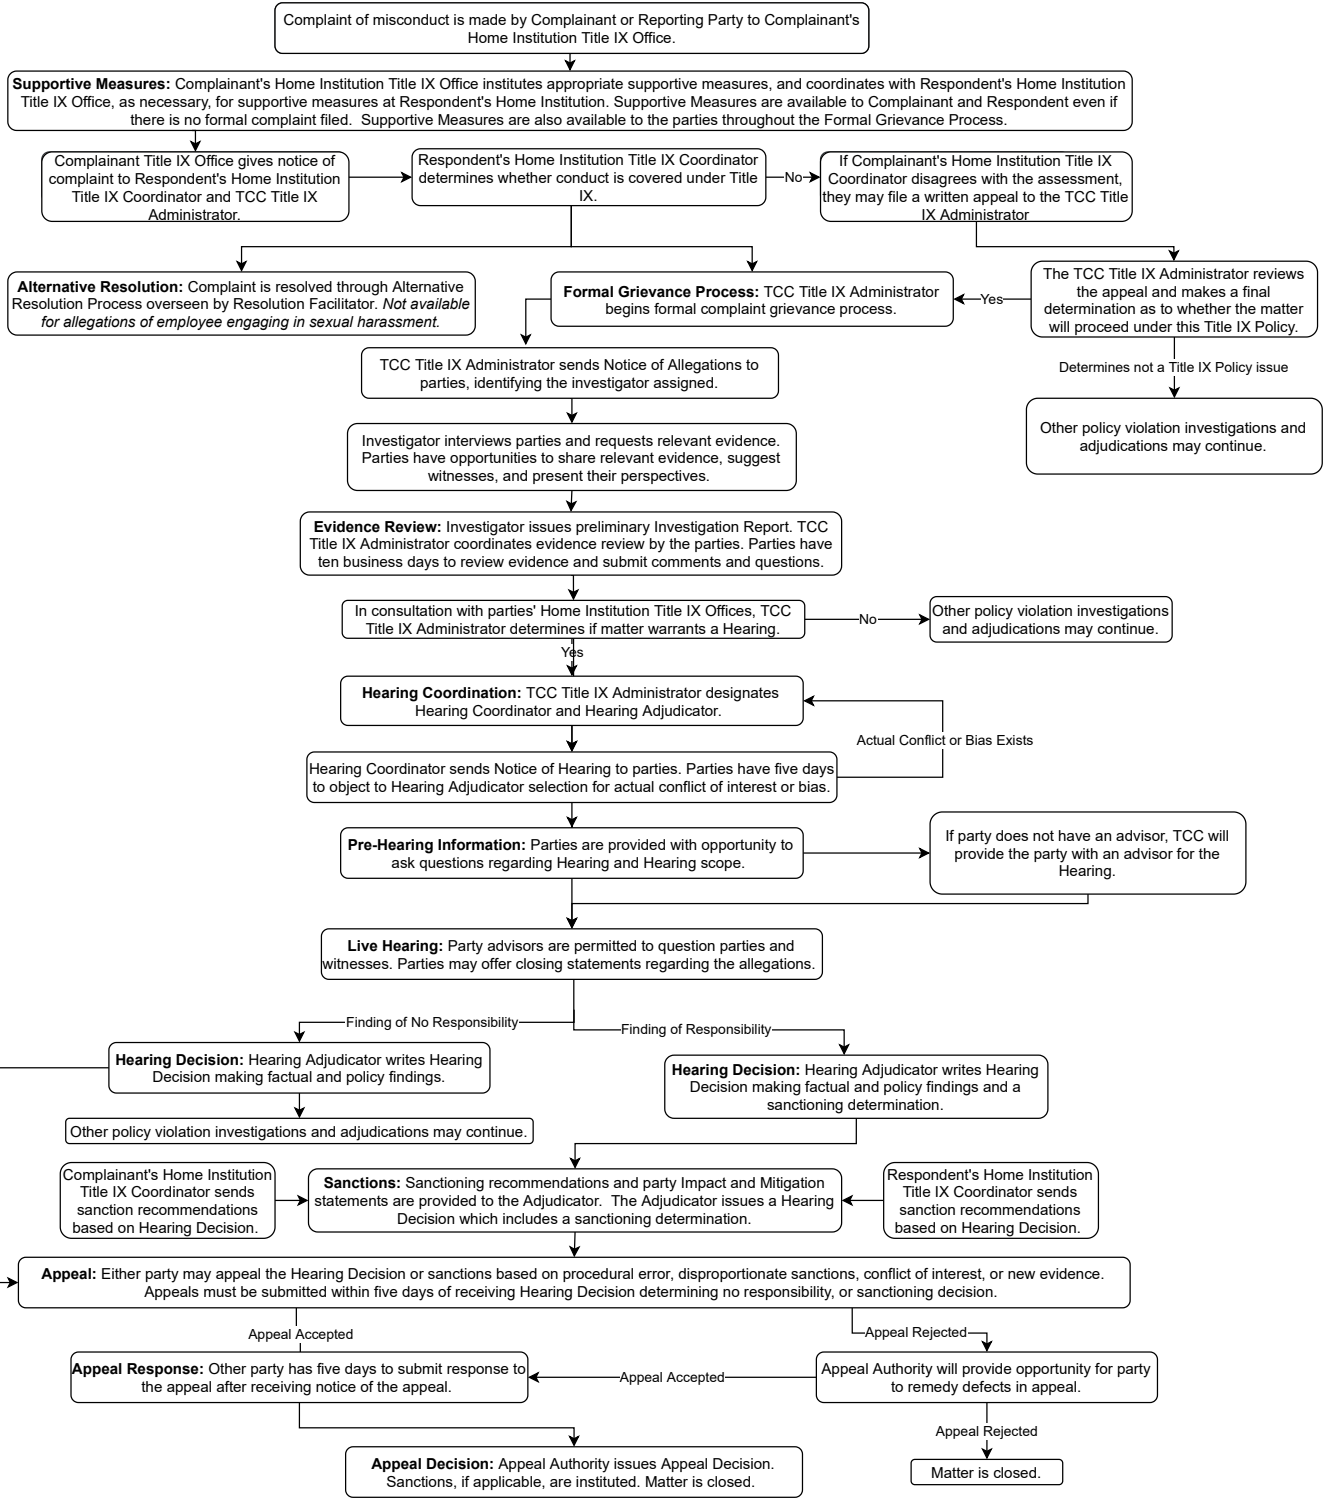 Complaint of misconduct is made by Complainant or Reporting Party to Complainant's
Home Institution Title IX Office.
Supportive Measures: Complainant's Home Institution Title IX Office institutes appropriate supportive measures, and coordinates with Respondent's Home Institution
Title IX Office, as necessary, for supportive measures at Respondent's Home Institution. Supportive Measures are available to Complainant and Respondent even if
there is no formal complaint filed.  Supportive Measures are also available to the parties throughout the Formal Grievance Process.
Complainant Title IX Office gives notice of
complaint to Respondent's Home Institution
Title IX Coordinator and TCC Title IX
Administrator.
Respondent's Home Institution Title IX Coordinator
determines whether conduct is covered under Title
IX.
No
If Complainant's Home Institution Title IX
Coordinator disagrees with the assessment,
they may file a written appeal to the TCC Title
IX Administrator
Alternative Resolution: Complaint is resolved through Alternative
Resolution Process overseen by Resolution Facilitator. Not available
for allegations of employee engaging in sexual harassment.
Formal Grievance Process: TCC Title IX Administrator
begins formal complaint grievance process.
Yes
The TCC Title IX Administrator reviews
the appeal and makes a final
determination as to whether the matter
will proceed under this Title IX Policy.
Determines not a Title IX Policy issue
Other policy violation investigations and
adjudications may continue.
TCC Title IX Administrator sends Notice of Allegations to
parties, identifying the investigator assigned.
Investigator interviews parties and requests relevant evidence.
Parties have opportunities to share relevant evidence, suggest
witnesses, and present their perspectives.
Evidence Review: Investigator issues preliminary Investigation Report. TCC
Title IX Administrator coordinates evidence review by the parties. Parties have
ten business days to review evidence and submit comments and questions.
In consultation with parties' Home Institution Title IX Offices, TCC
Title IX Administrator determines if matter warrants a Hearing.
No
Other policy violation investigations
and adjudications may continue.
Yes
Hearing Coordination: TCC Title IX Administrator designates
Hearing Coordinator and Hearing Adjudicator.
Actual Conflict or Bias Exists
Hearing Coordinator sends Notice of Hearing to parties. Parties have five days
to object to Hearing Adjudicator selection for actual conflict of interest or bias.
Pre-Hearing Information: Parties are provided with opportunity to
ask questions regarding Hearing and Hearing scope.
If party does not have an advisor, TCC will
provide the party with an advisor for the
Hearing.
Live Hearing: Party advisors are permitted to question parties and
witnesses. Parties may offer closing statements regarding the allegations.
Finding of No Responsibility
Finding of Responsibility
Hearing Decision: Hearing Adjudicator writes Hearing
Decision making factual and policy findings.
Hearing Decision: Hearing Adjudicator writes Hearing
Decision making factual and policy findings and a
sanctioning determination.
Other policy violation investigations and adjudications may continue.
Complainant's Home Institution
Title IX Coordinator sends
sanction recommendations
based on Hearing Decision.
Sanctions: Sanctioning recommendations and party Impact and Mitigation
statements are provided to the Adjudicator.  The Adjudicator issues a Hearing
Decision which includes a sanctioning determination.
Respondent's Home Institution
Title IX Coordinator sends
sanction recommendations
based on Hearing Decision.
Appeal: Either party may appeal the Hearing Decision or sanctions based on procedural error, disproportionate sanctions, conflict of interest, or new evidence.
Appeals must be submitted within five days of receiving Hearing Decision determining no responsibility, or sanctioning decision.
Appeal Accepted
Appeal Rejected
Appeal Response: Other party has five days to submit response to
the appeal after receiving notice of the appeal.
Appeal Accepted
Appeal Authority will provide opportunity for party
to remedy defects in appeal.
Appeal Rejected
Appeal Decision: Appeal Authority issues Appeal Decision.
Sanctions, if applicable, are instituted. Matter is closed.
Matter is closed.